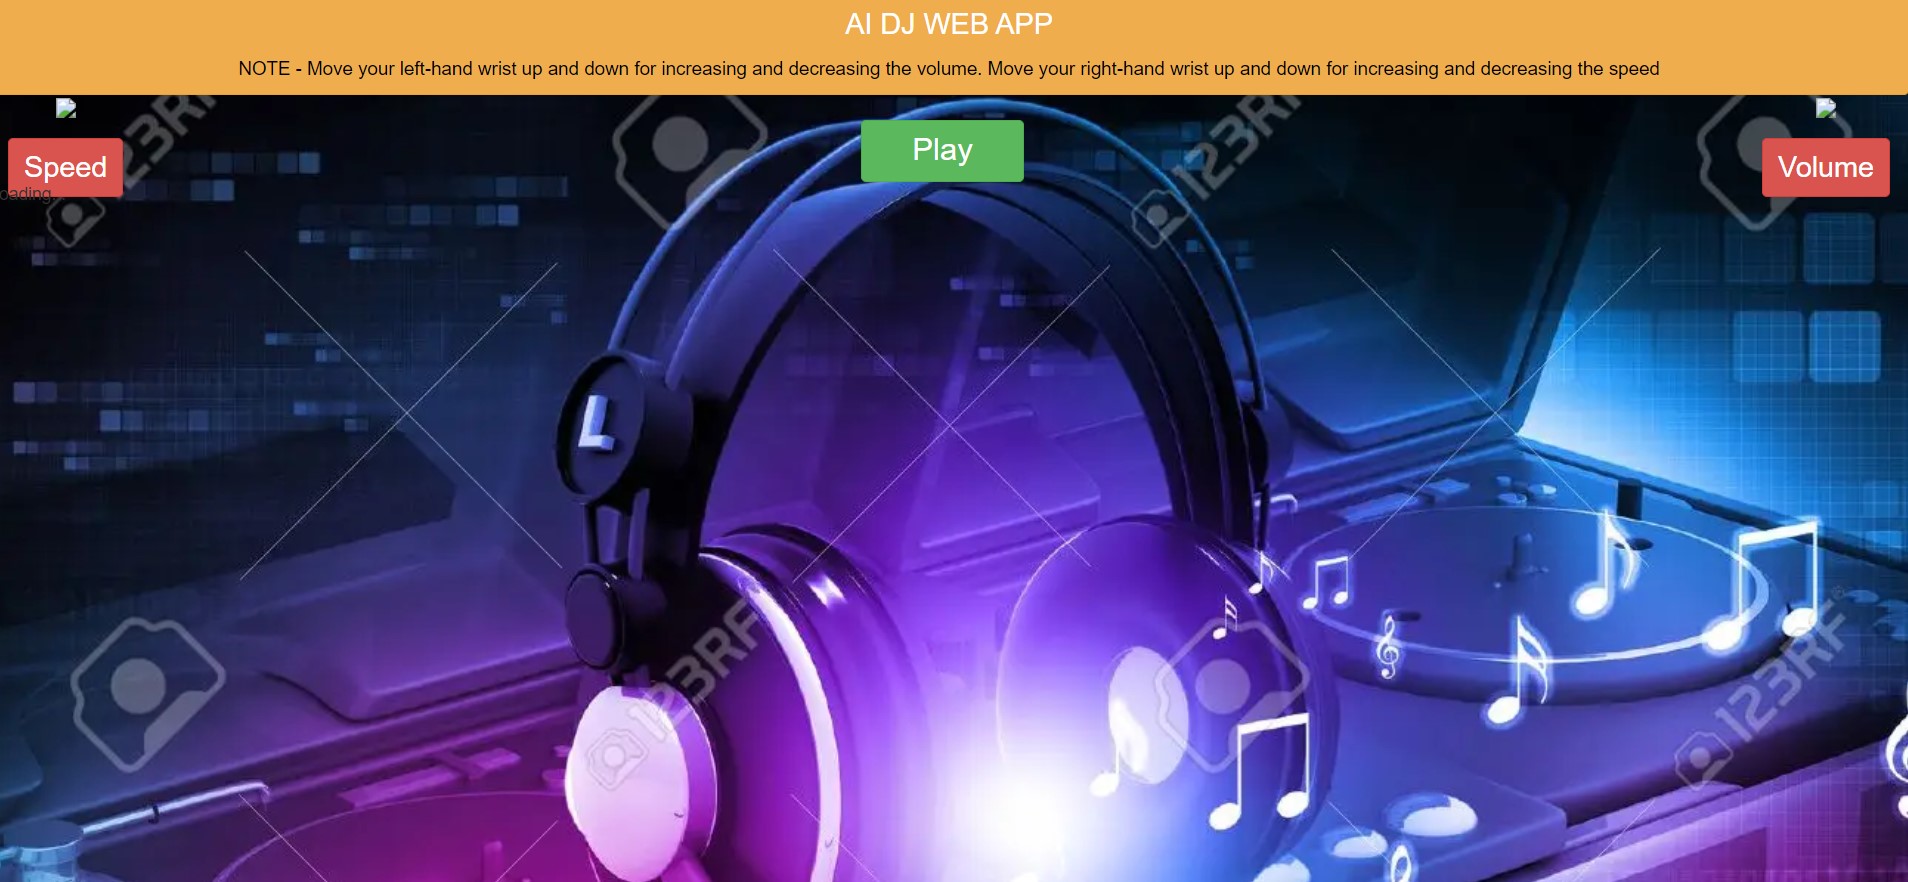 AI DJ WEB APP
NOTE - Move your left-hand wrist up and down for increasing and decreasing the volume. Move your right-hand wrist up and down for increasing and decreasing the speed
Play
Speed
Volume
oading...
123RF
123RF
L
123RF
123RF